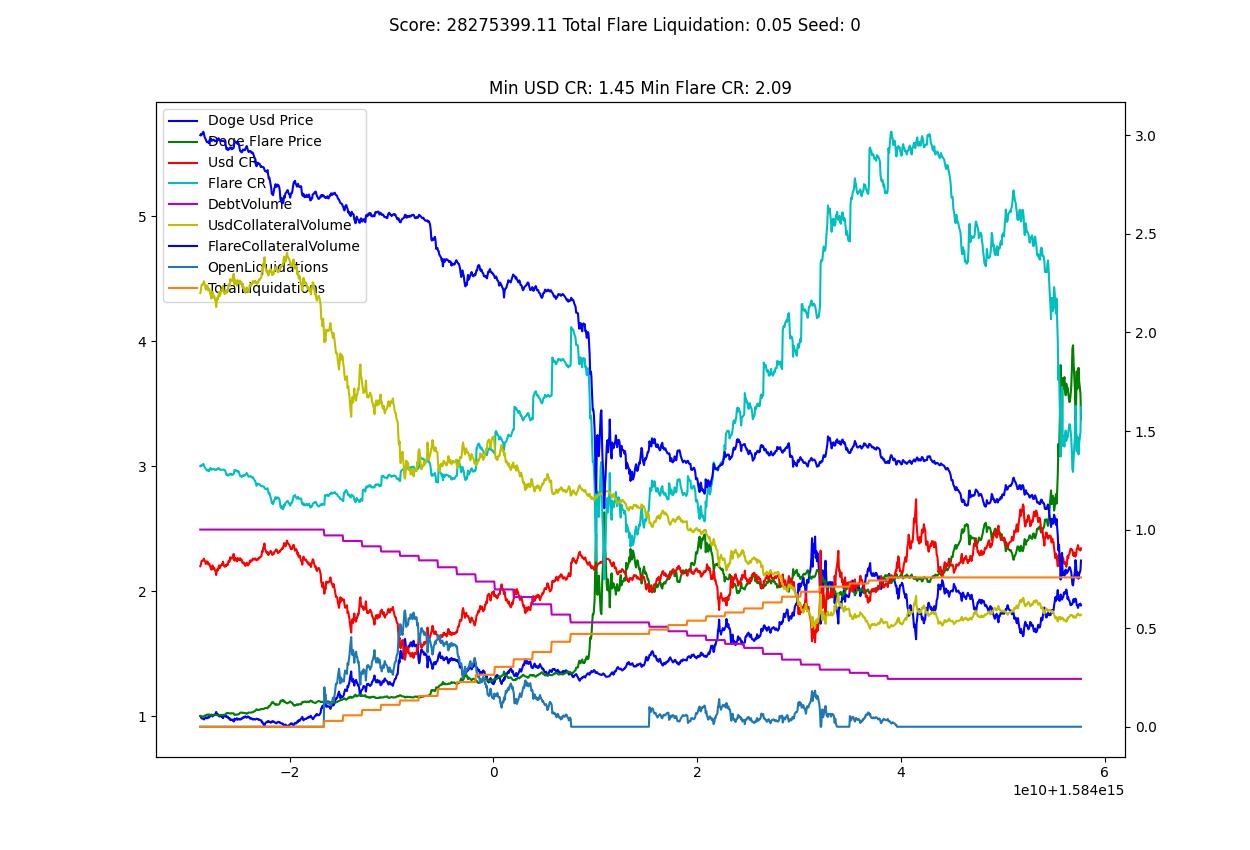 Score: 28275399.11 Total Flare Liquidation: 0.05 Seed: 0
Min USD CR: 1.45 Min Flare CR: 2.09
Doge Usd Price
Doge Flare Price
Usd CR
Flare CR
DebtVolume
UsdCollateralVolume
FlareCollateralVolume
OpenLiquidations
TotalLiquidations
5
4
3
2
1
3.0
2.5
2.0
1.5
1.0
0.5
0.0
−2
0
2
4
6
1e10+1.584e15